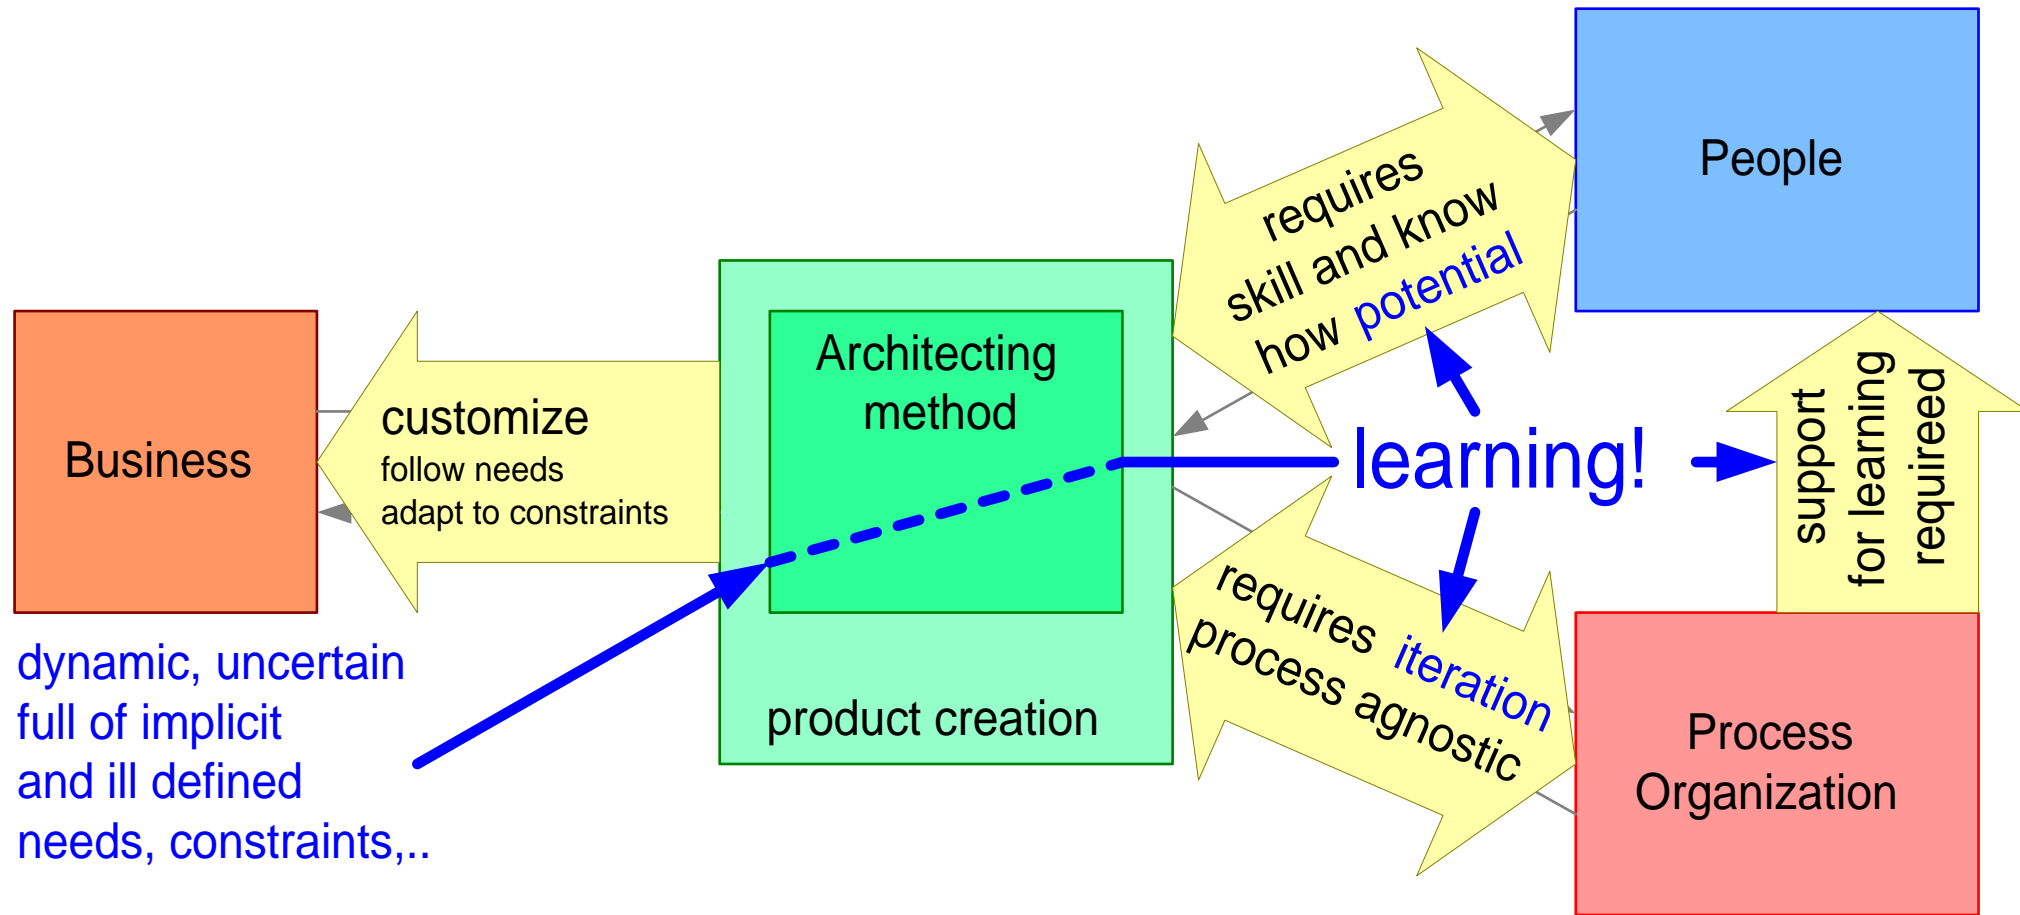 Business
dynamic, uncertain
full of implicit
and ill defined
needs, constraints,..
customize
follow needs
adapt to constraints
Architecting
method
product creation
requires
skill and know
how potential
learning!
requires iteration
process agnostic
People
support
for learning
requireed
Process
Organization